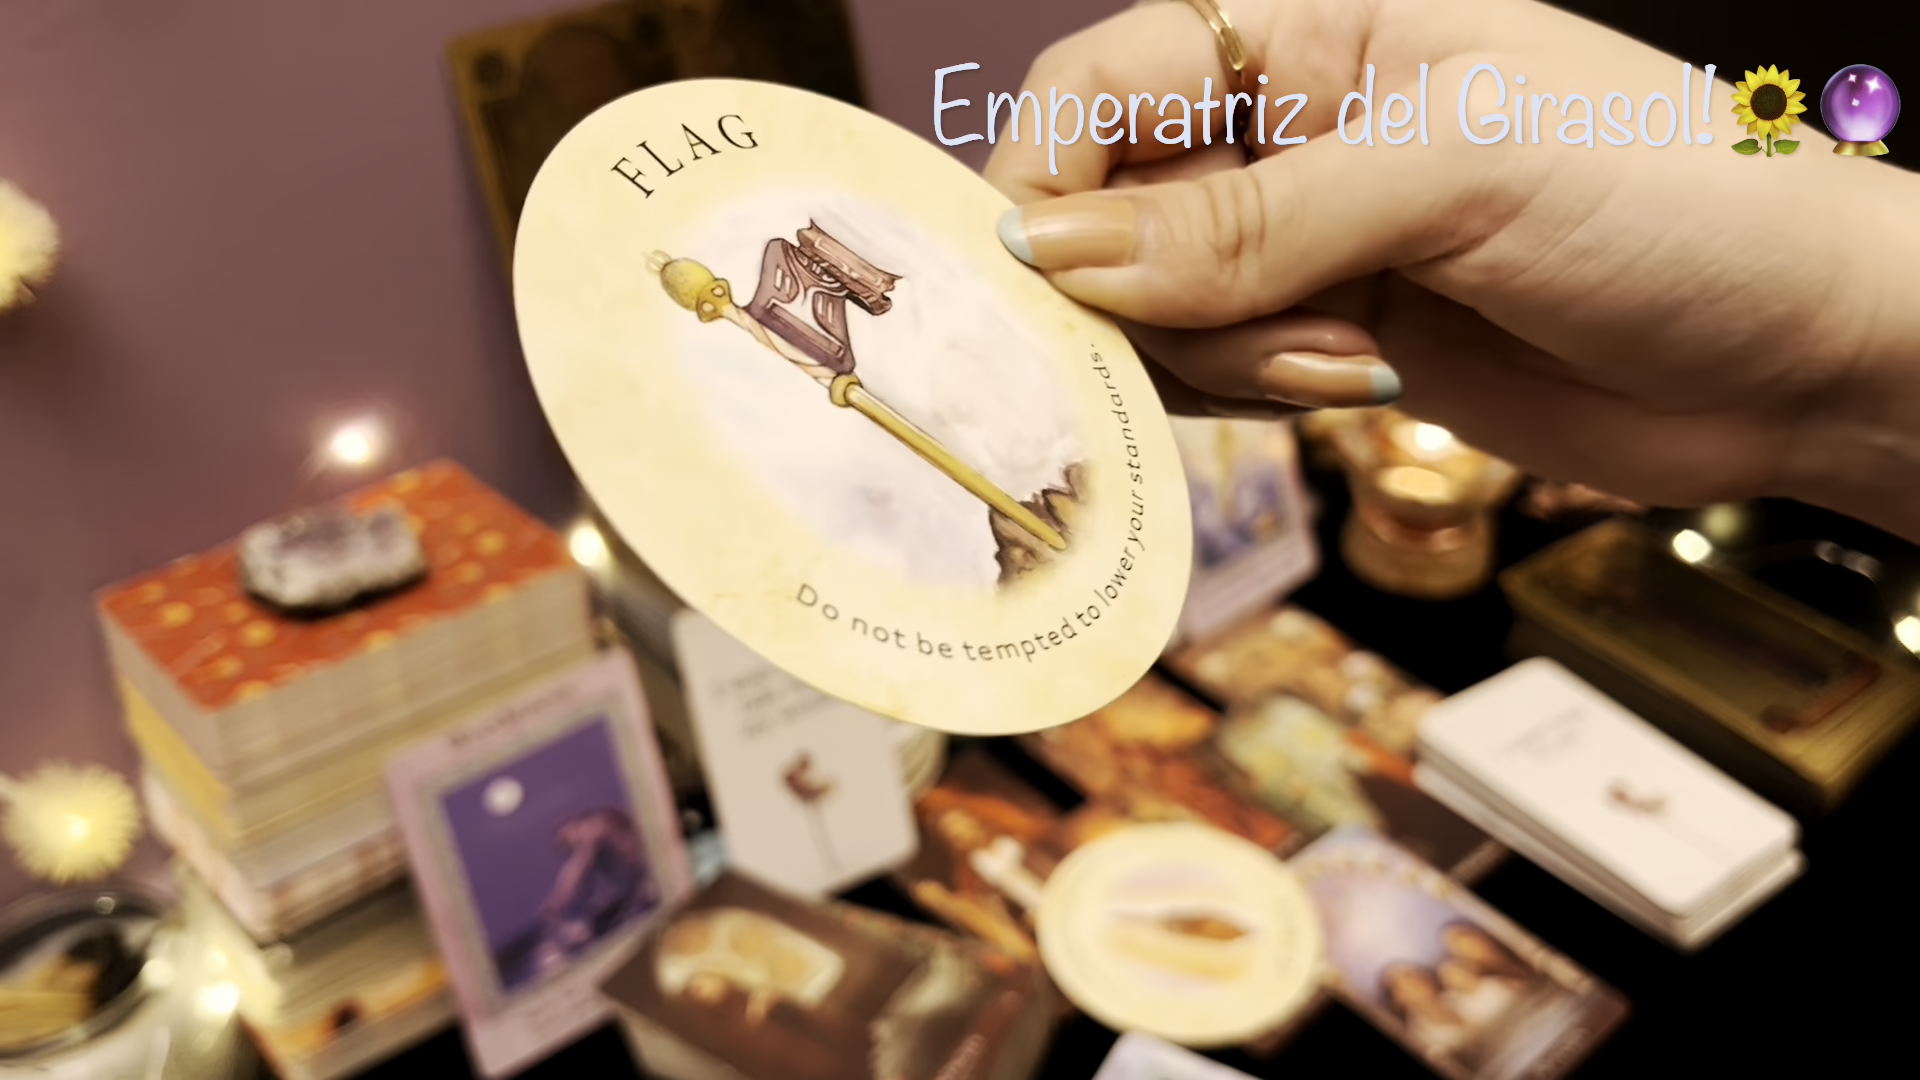 Emperatriz del Girasol!🌻🔮
FLAG
Do not be tempted to lower your standards.